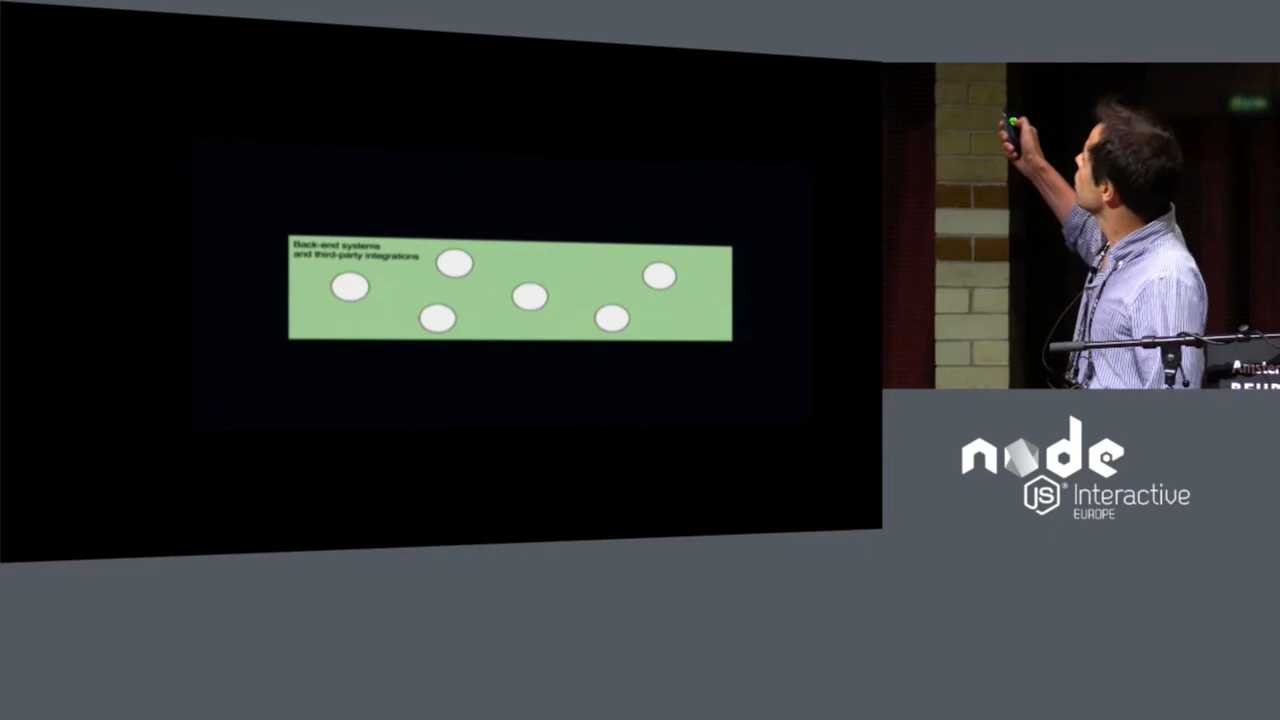 Back-end systems
and third-party integrations
node
JS
Interactive
EUROPE